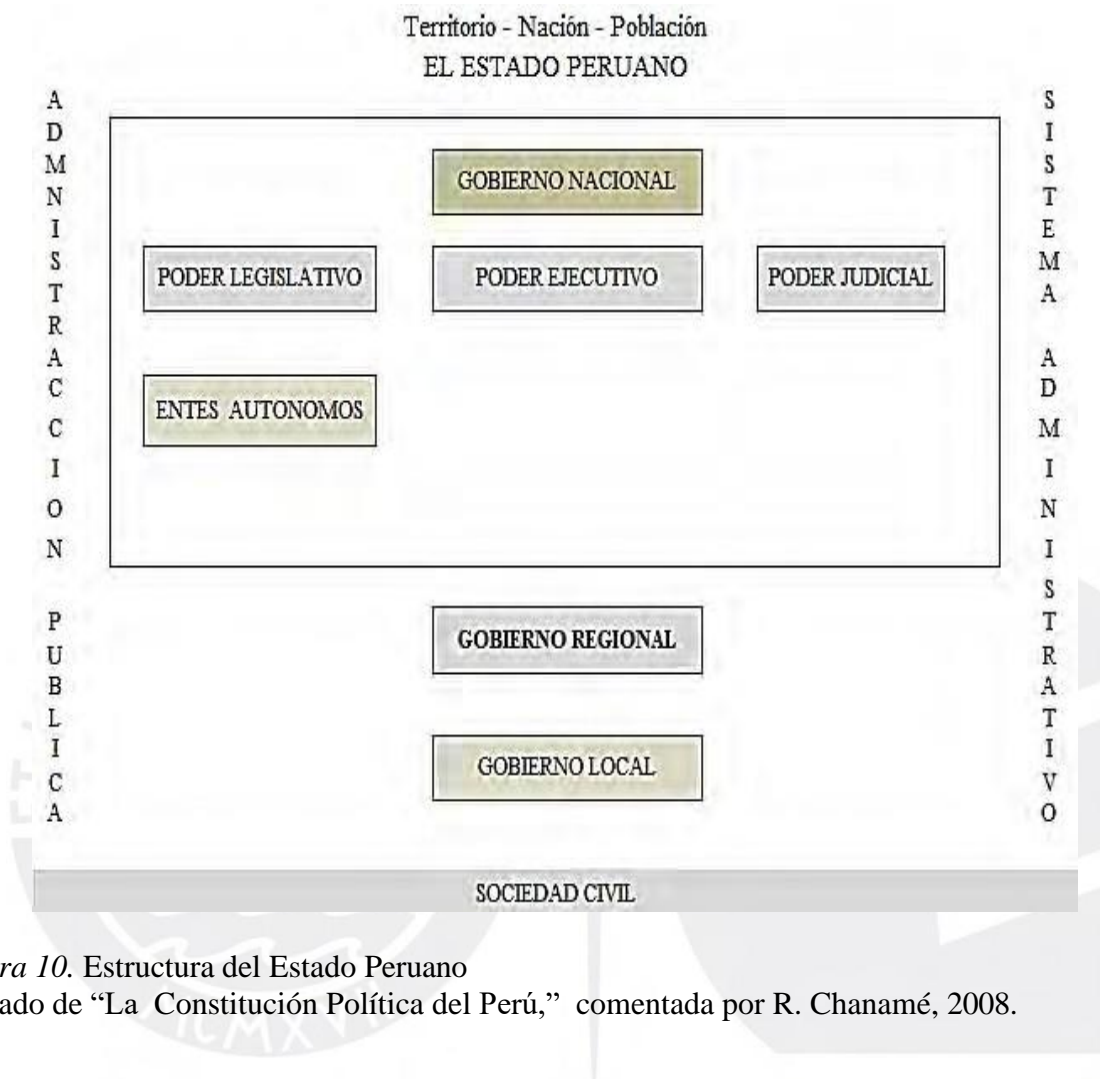 Territorio - Nación - Población
EL ESTADO PERUANO
ADMNISTRACCION PUBLICA
GOBIERNO NACIONAL
PODER LEGISLATIVO
PODER EJECUTIVO
PODER JUDICIAL
ENTES AUTONOMOS
GOBIERNO REGIONAL
GOBIERNO LOCAL
SISTEMA ADMINISTRATIVO
SOCIEDAD CIVIL
ra 10. Estructura del Estado Peruano
ado de “La Constitución Política del Perú,” comentada por R. Chanamé, 2008.